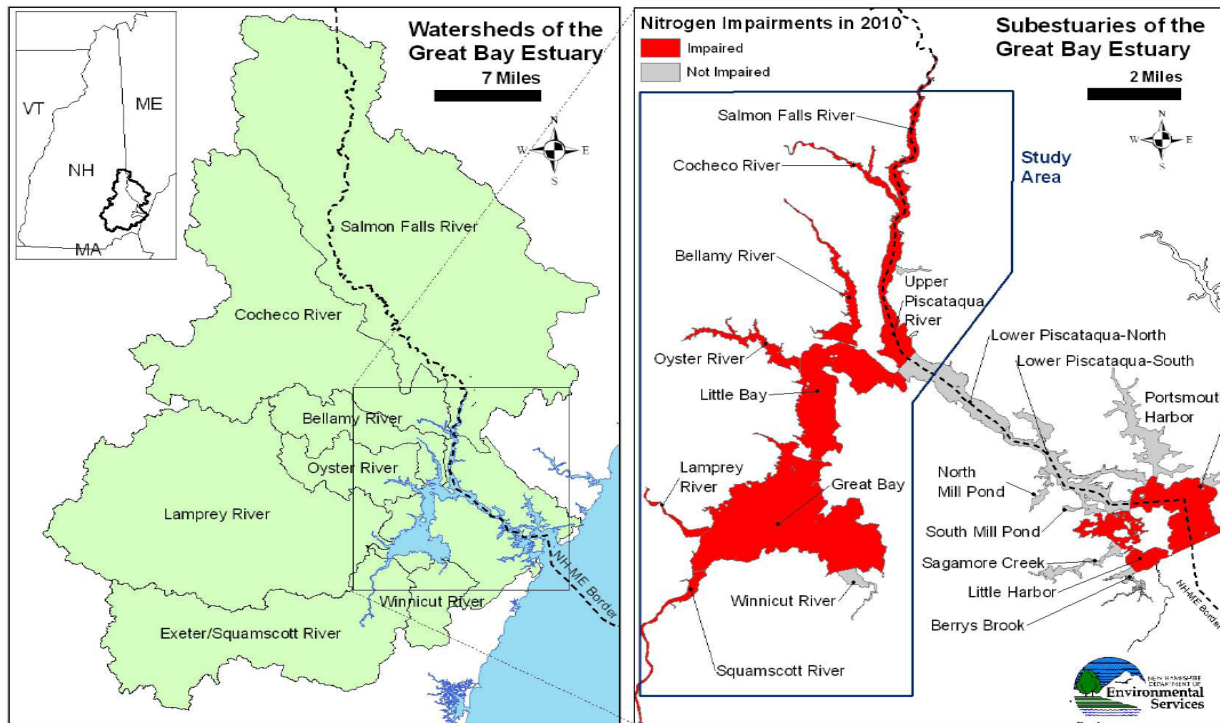 Watersheds of the
Great Bay Estuary
7 Miles
N
W
E
S
VT
ME
NH
MA
Salmon Falls River
Cocheco River
Bellamy River
Oyster River
Lamprey River
Winnicut River
Exeter/Squamscott River
NH-ME Border
Nitrogen Impairments in 2010
Impaired
Not Impaired
Subestuaries of the
Great Bay Estuary
2 Miles
N
W
E
S
Study
Area
Salmon Falls River
Cocheco River
Bellamy River
Upper
Piscataqua
River
Lower Piscataqua-North
Lower Piscataqua-South
Oyster River
Little Bay
Portsmouth
Harbor
Lamprey
River
Great Bay
North
Mill Pond
South Mill Pond
Sagamore Creek
Little Harbor
Berrys Brook
Winnicut River
Squamscott River
NH-ME Border
NEW HAMPSHIRE
DEPARTMENT OF
Environmental
Services